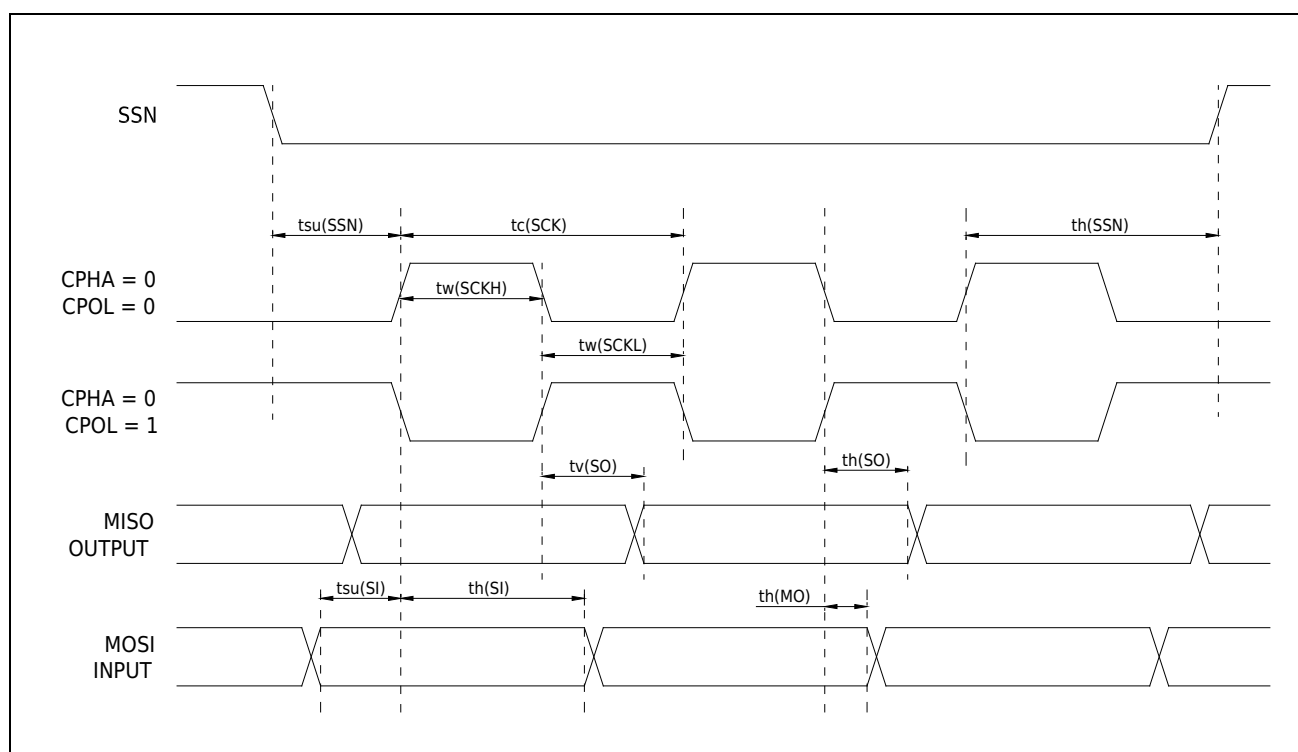 SSN
tsu(SSN)
tc(SCK)
th(SSN)
CPHA = 0
CPOL = 0
tw(SCKH)
tw(SCKL)
CPHA = 0
CPOL = 1
tv(SO)
th(SO)
MISO
OUTPUT
tsu(SI)
th(SI)
th(MO)
MOSI
INPUT